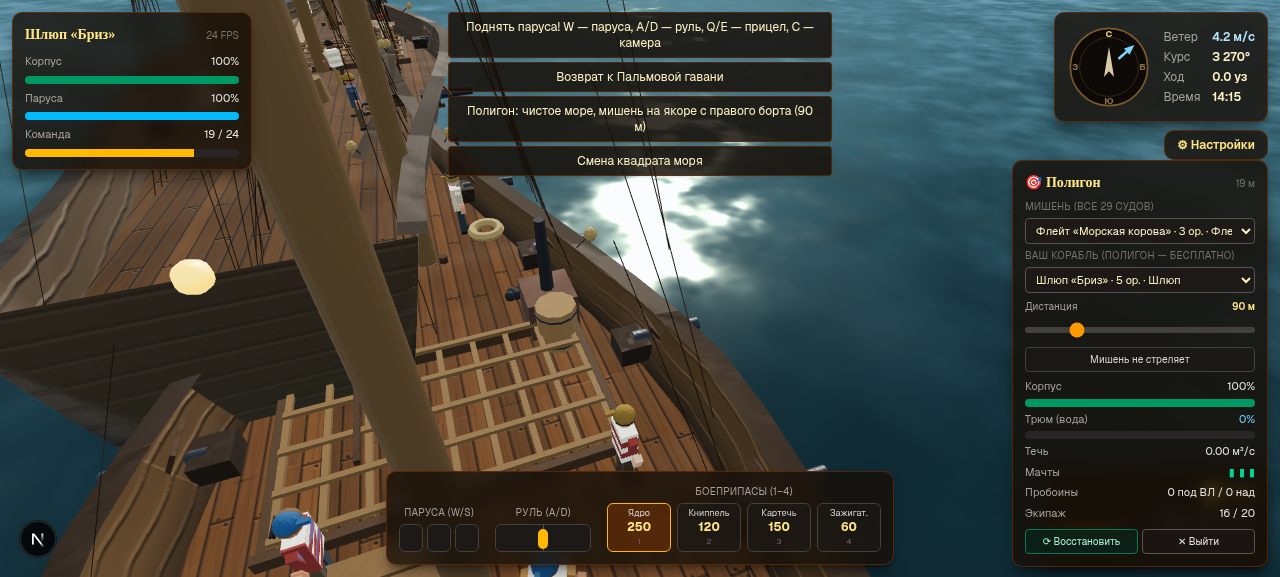 Шлюп «Бриз»
24 FPS
Корпус
100%
Паруса
100%
Команда
19 / 24
Поднять паруса! W — паруса, A/D — руль, Q/E — прицел, C —
камера
Возврат к Пальмовой гавани
Полигон: чистое море, мишень на якоре с правого борта (90
м)
Смена квадрата моря
С
З
В
Ю
Ветер 4.2 м/с
Курс З 270°
Ход 0.0 уз
Время 14:15
⚙ Настройки
🎯 Полигон
19 м
МИШЕНЬ (ВСЕ 29 СУДОВ)
Флейт «Морская корова» · 3 ор. · Фле
ВАШ КОРАБЛЬ (ПОЛИГОН — БЕСПЛАТНО)
Шлюп «Бриз» · 5 ор. · Шлюп
Дистанция 90 м
Мишень не стреляет
Корпус 100%
Трюм (вода) 0%
Течь 0.00 м³/с
Мачты
Пробоины 0 под ВЛ / 0 над
Экипаж 16 / 20
⟳ Восстановить
✕ Выйти
ПАРУСА (W/S)
РУЛЬ (A/D)
БОЕПРИПАСЫ (1–4)
Ядро
250
1
Книппель
120
2
Картечь
150
3
Зажигат.
60
4
N